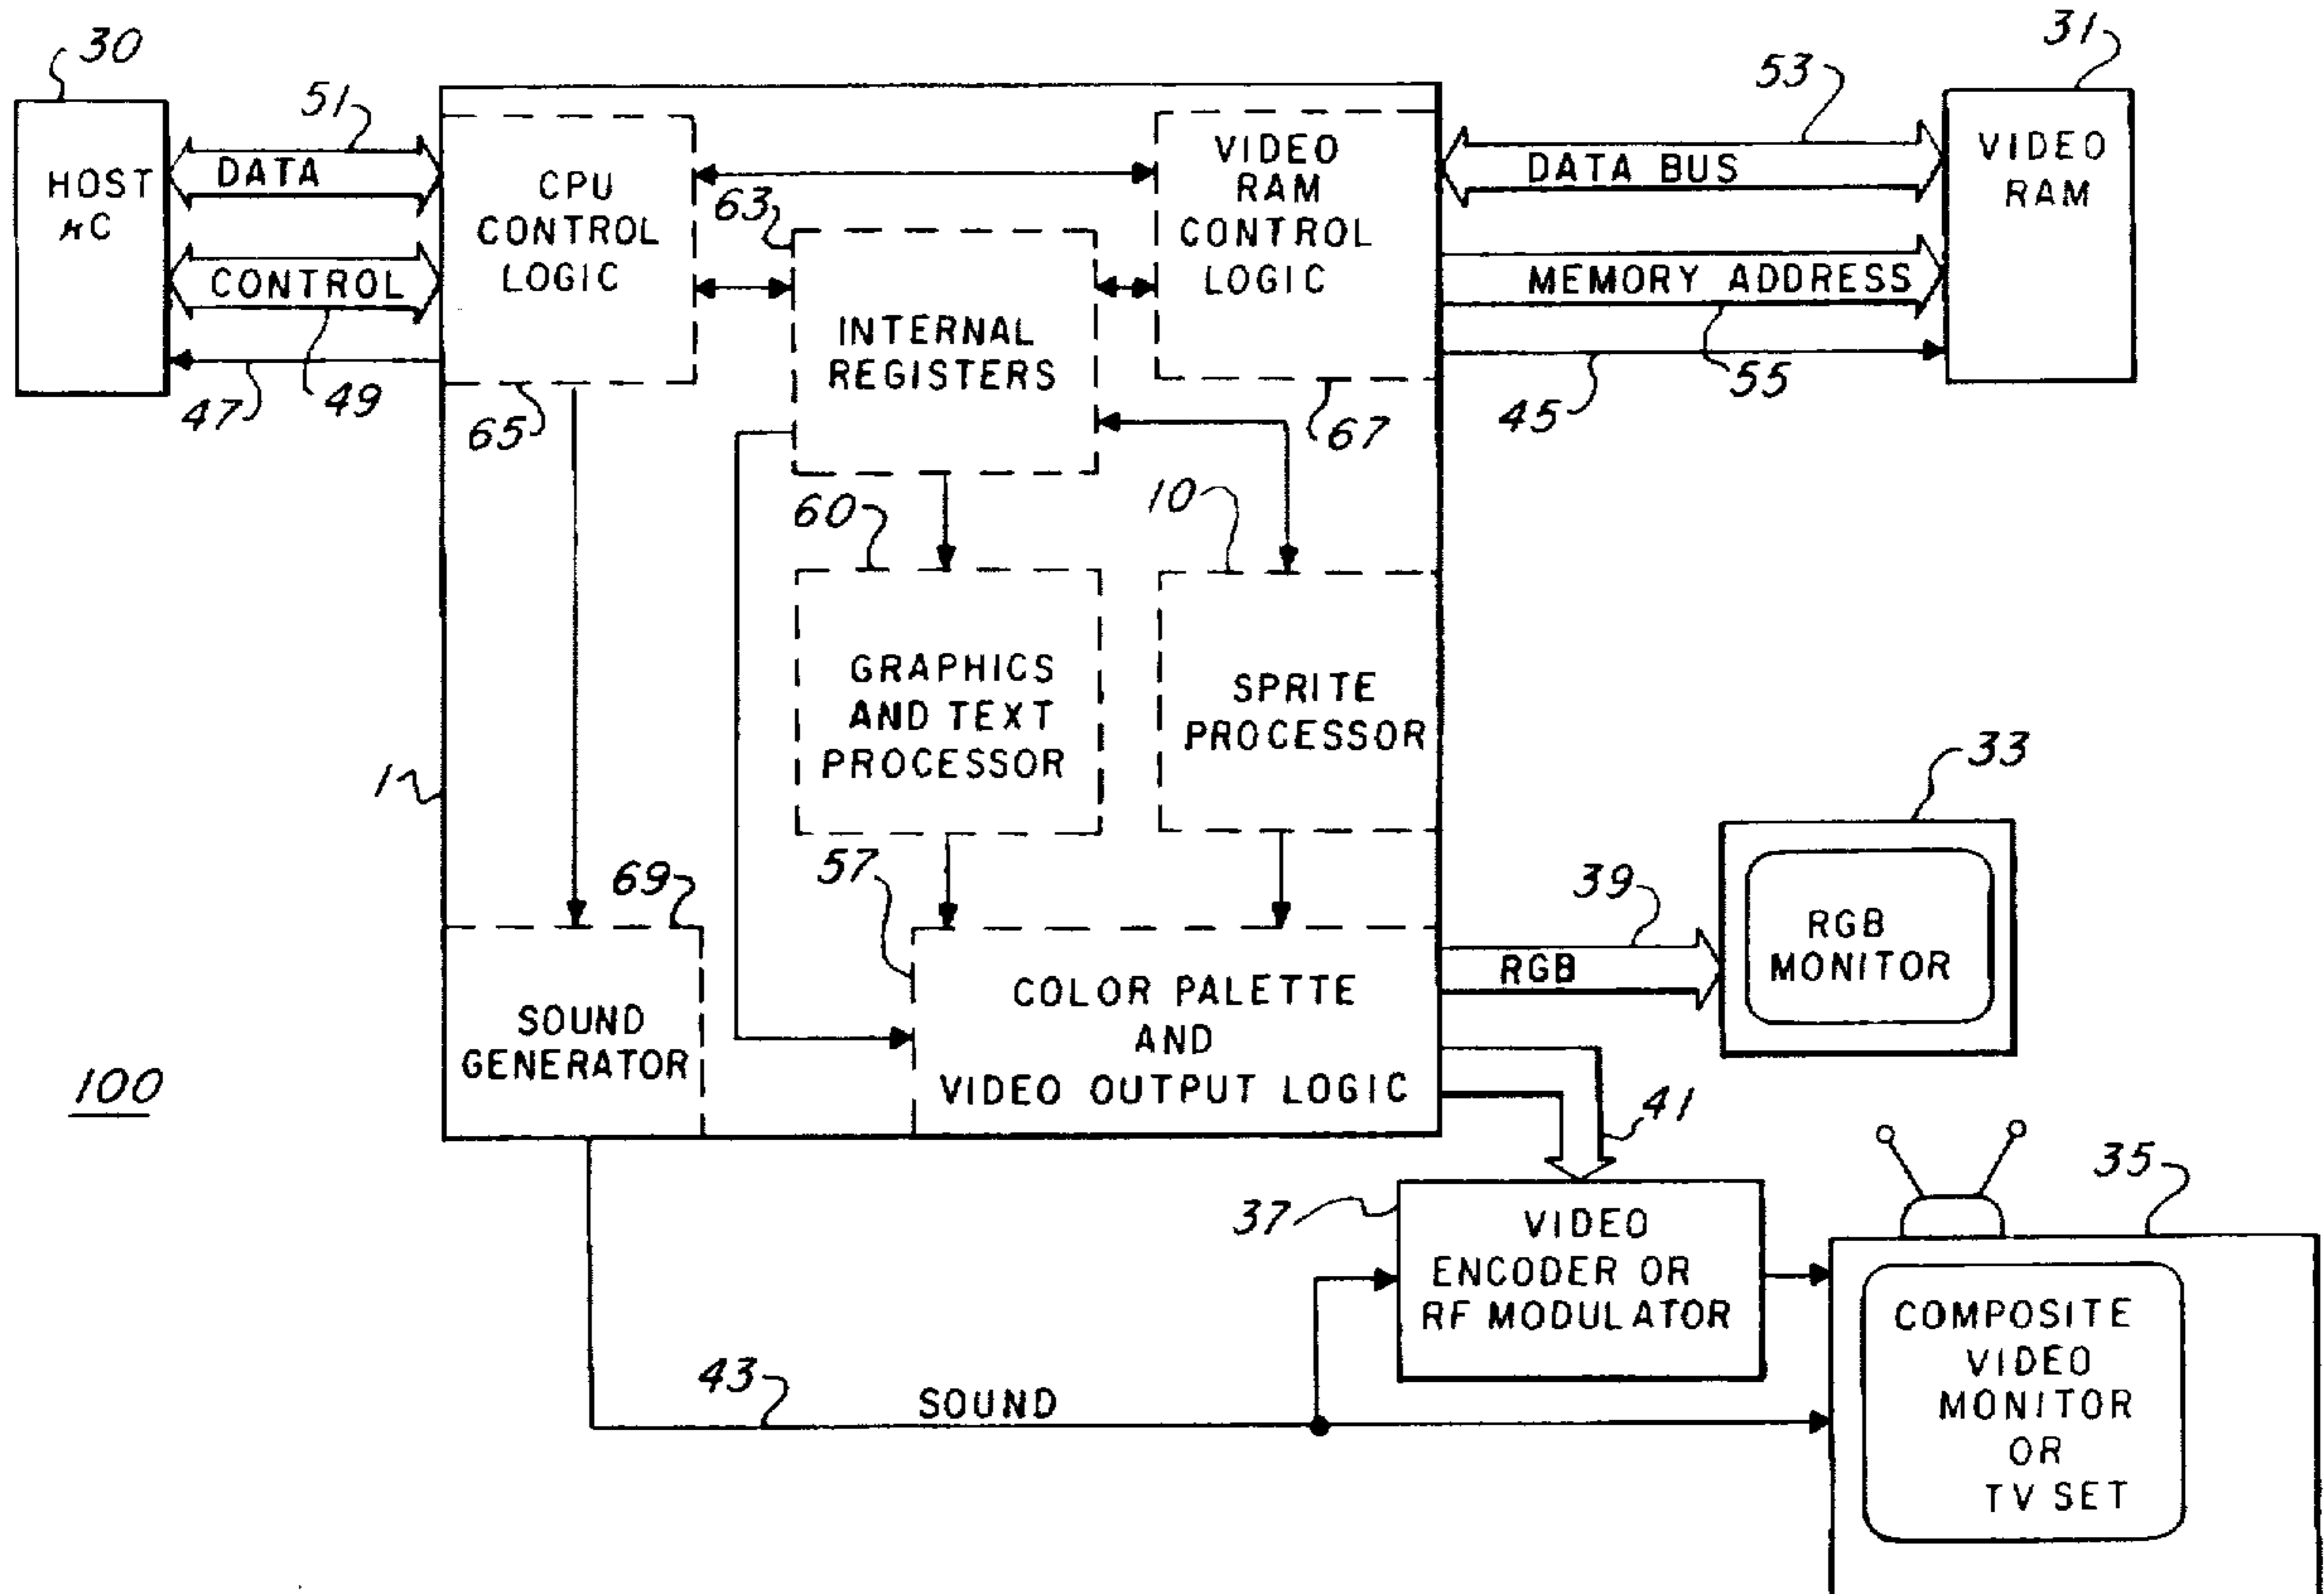 30
31
51
53
HOST
μC
DATA
CPU
CONTROL
LOGIC
VIDEO
RAM
CONTROL
LOGIC
DATA BUS
VIDEO
RAM
63
CONTROL
MEMORY ADDRESS
INTERNAL
REGISTERS
47
49
65
67
45
55
60
10
GRAPHICS
AND TEXT
PROCESSOR
SPRITE
PROCESSOR
1
33
69
57
39
RGB
MONITOR
RGB
SOUND
GENERATOR
COLOR PALETTE
AND
VIDEO OUTPUT LOGIC
100
41
35
37
VIDEO
ENCODER OR
RF MODULATOR
COMPOSITE
VIDEO
MONITOR
OR
TV SET
43
SOUND